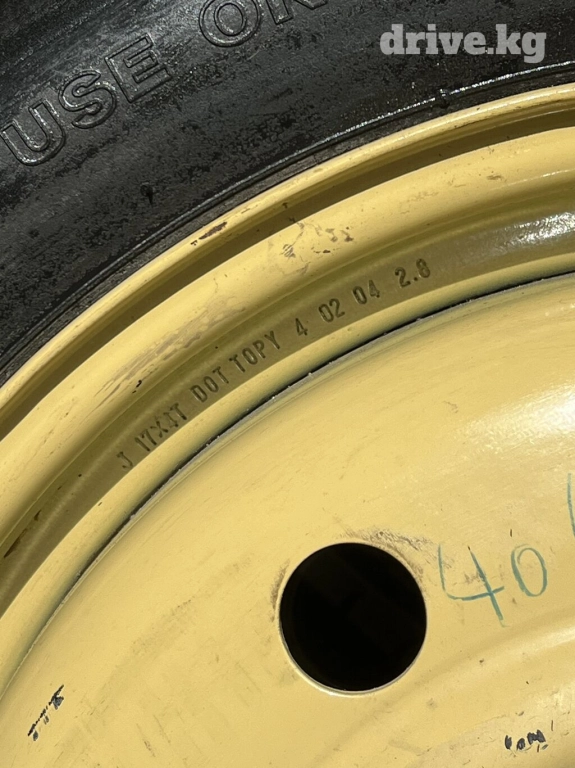 drive.kg
USE ON
J 17X4T DOT TOPY 4 02 04 2.8
40